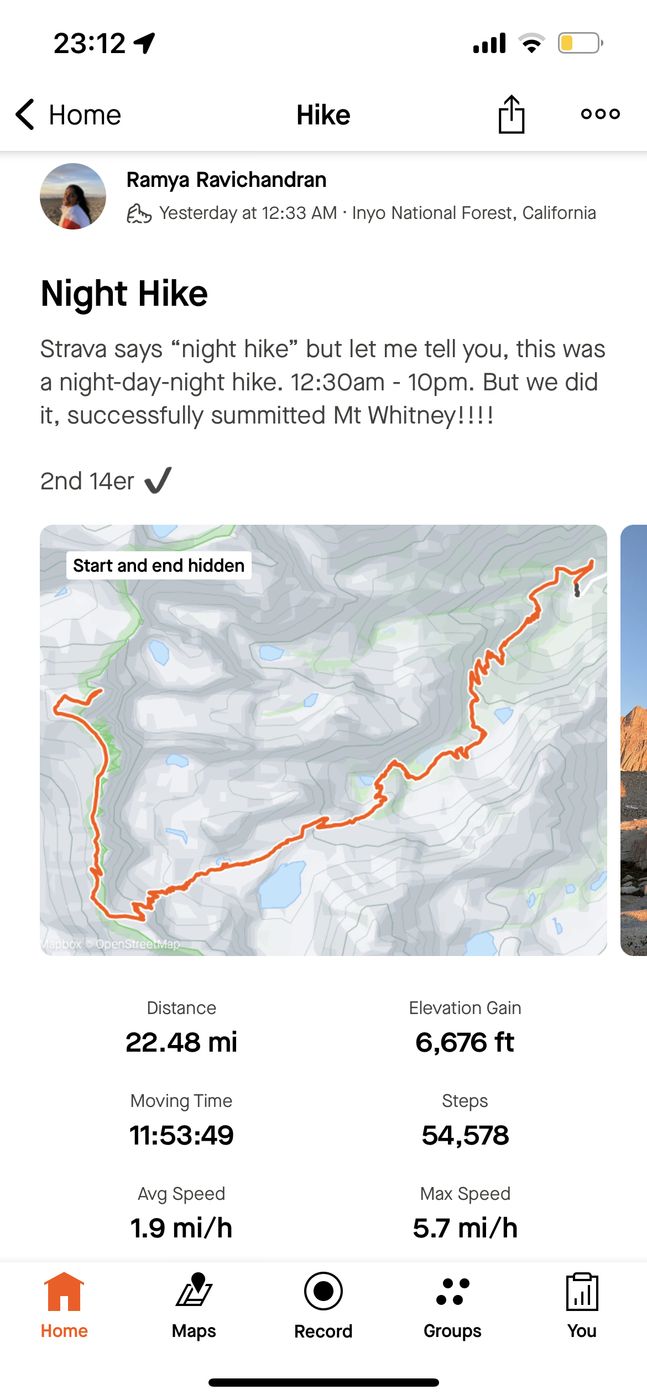 23:12
Home
Hike
Ramya Ravichandran
Yesterday at 12:33 AM · Inyo National Forest, California
Night Hike
Strava says “night hike” but let me tell you, this was
a night-day-night hike. 12:30am - 10pm. But we did
it, successfully summitted Mt Whitney!!!!
2nd 14er ✔
Start and end hidden
Mapbox © OpenStreetMap
Distance
22.48 mi
Elevation Gain
6,676 ft
Moving Time
11:53:49
Steps
54,578
Avg Speed
1.9 mi/h
Max Speed
5.7 mi/h
Home
Maps
Record
Groups
You